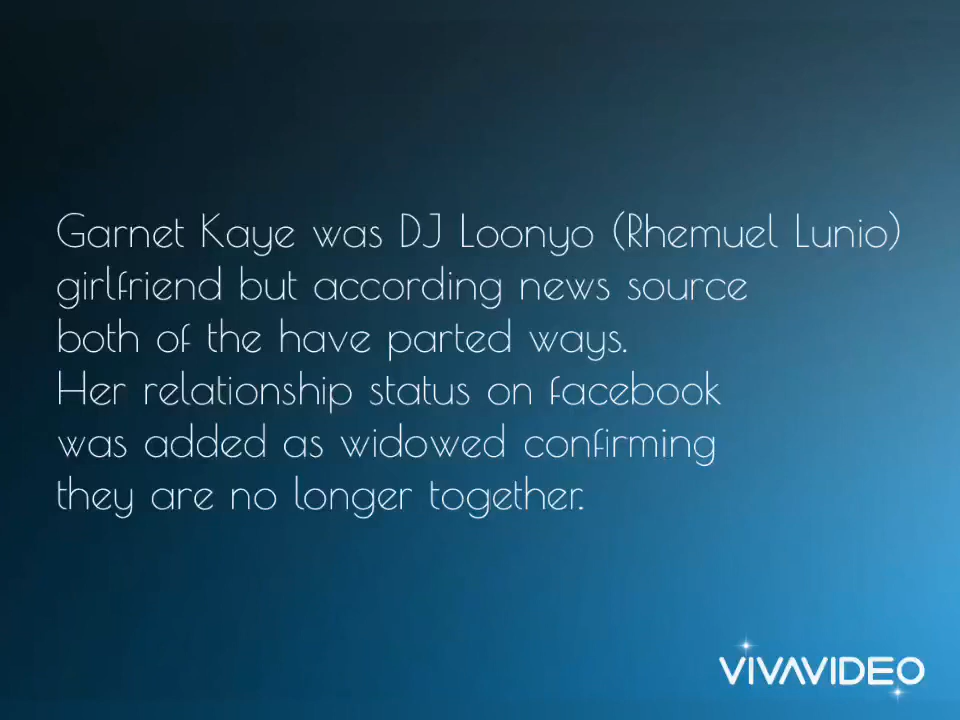 Garnet Kaye was DJ Loonyo (Rhemuel Lunio)
girlfriend but according news source
both of the have parted ways.
Her relationship status on facebook
was added as widowed confirming
they are no longer together.
VIVAVIDEO